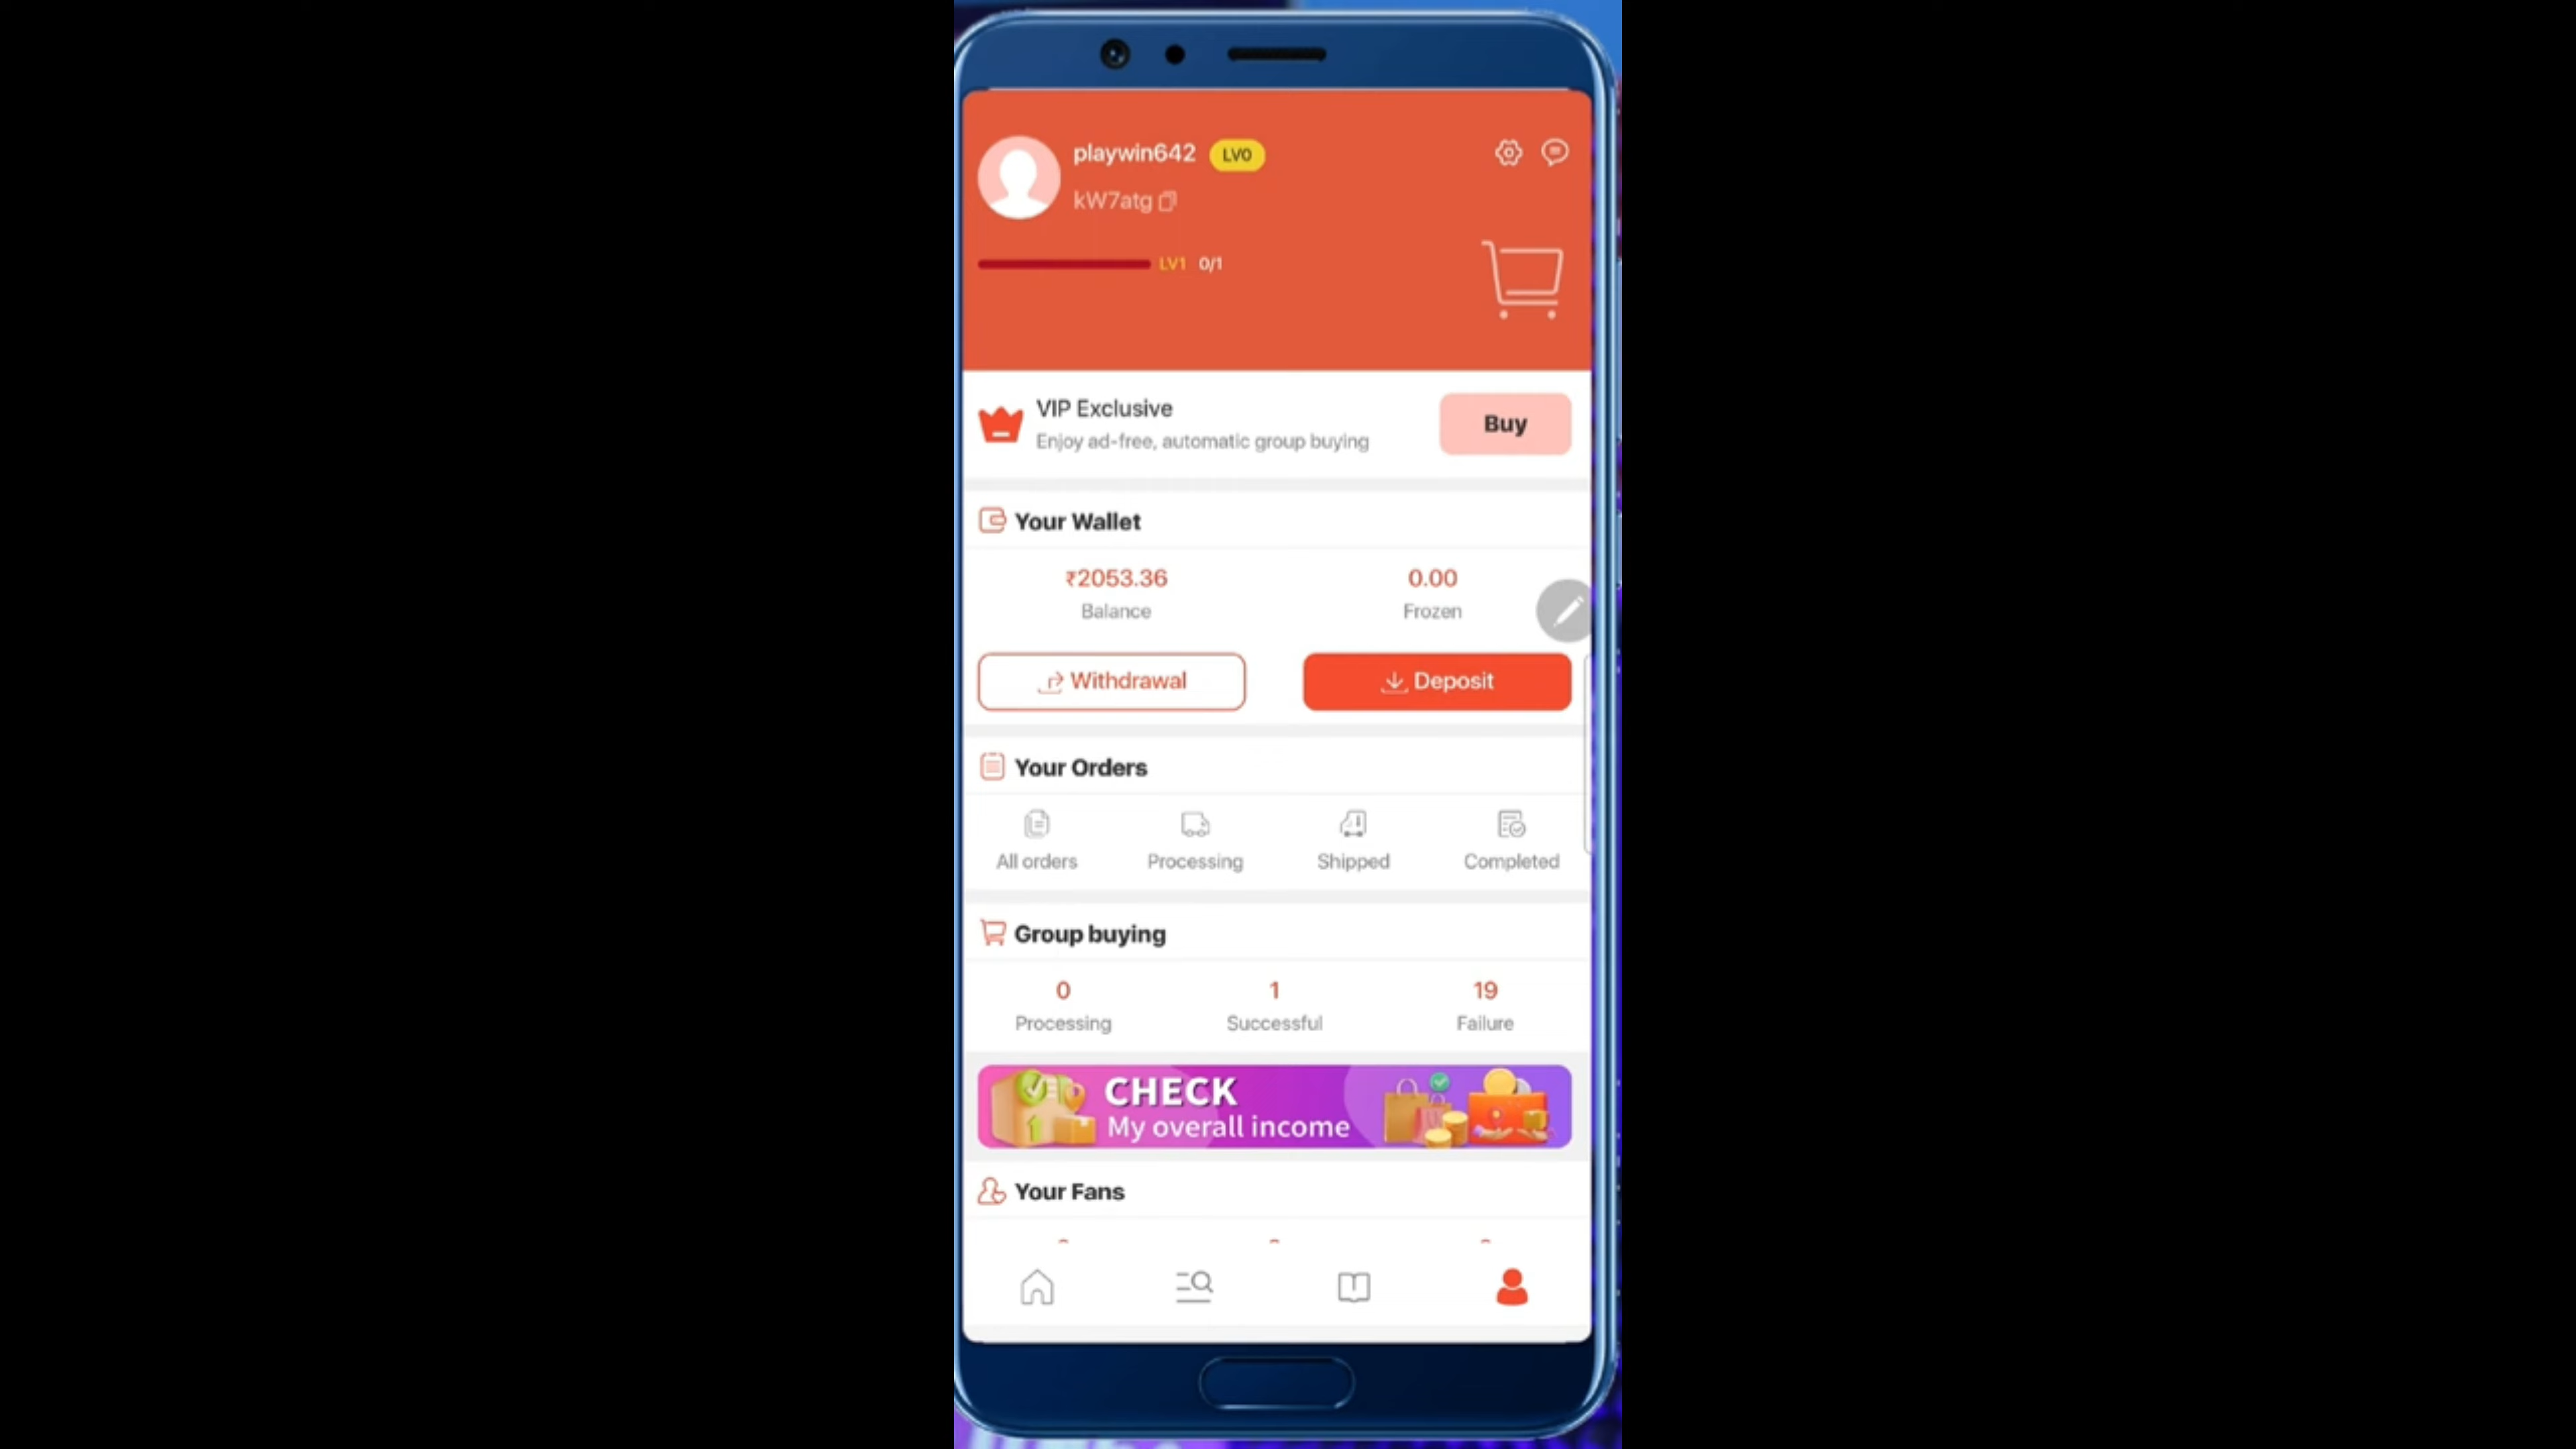 playwin642 LV0
kW7atg
LV1 0/1
VIP Exclusive
Enjoy ad-free, automatic group buying
Buy
Your Wallet
₹2053.36 0.00
Balance Frozen
Withdrawal Deposit
Your Orders
All orders Processing Shipped Completed
Group buying
0 1 19
Processing Successful Failure
CHECK
My overall income
Your Fans